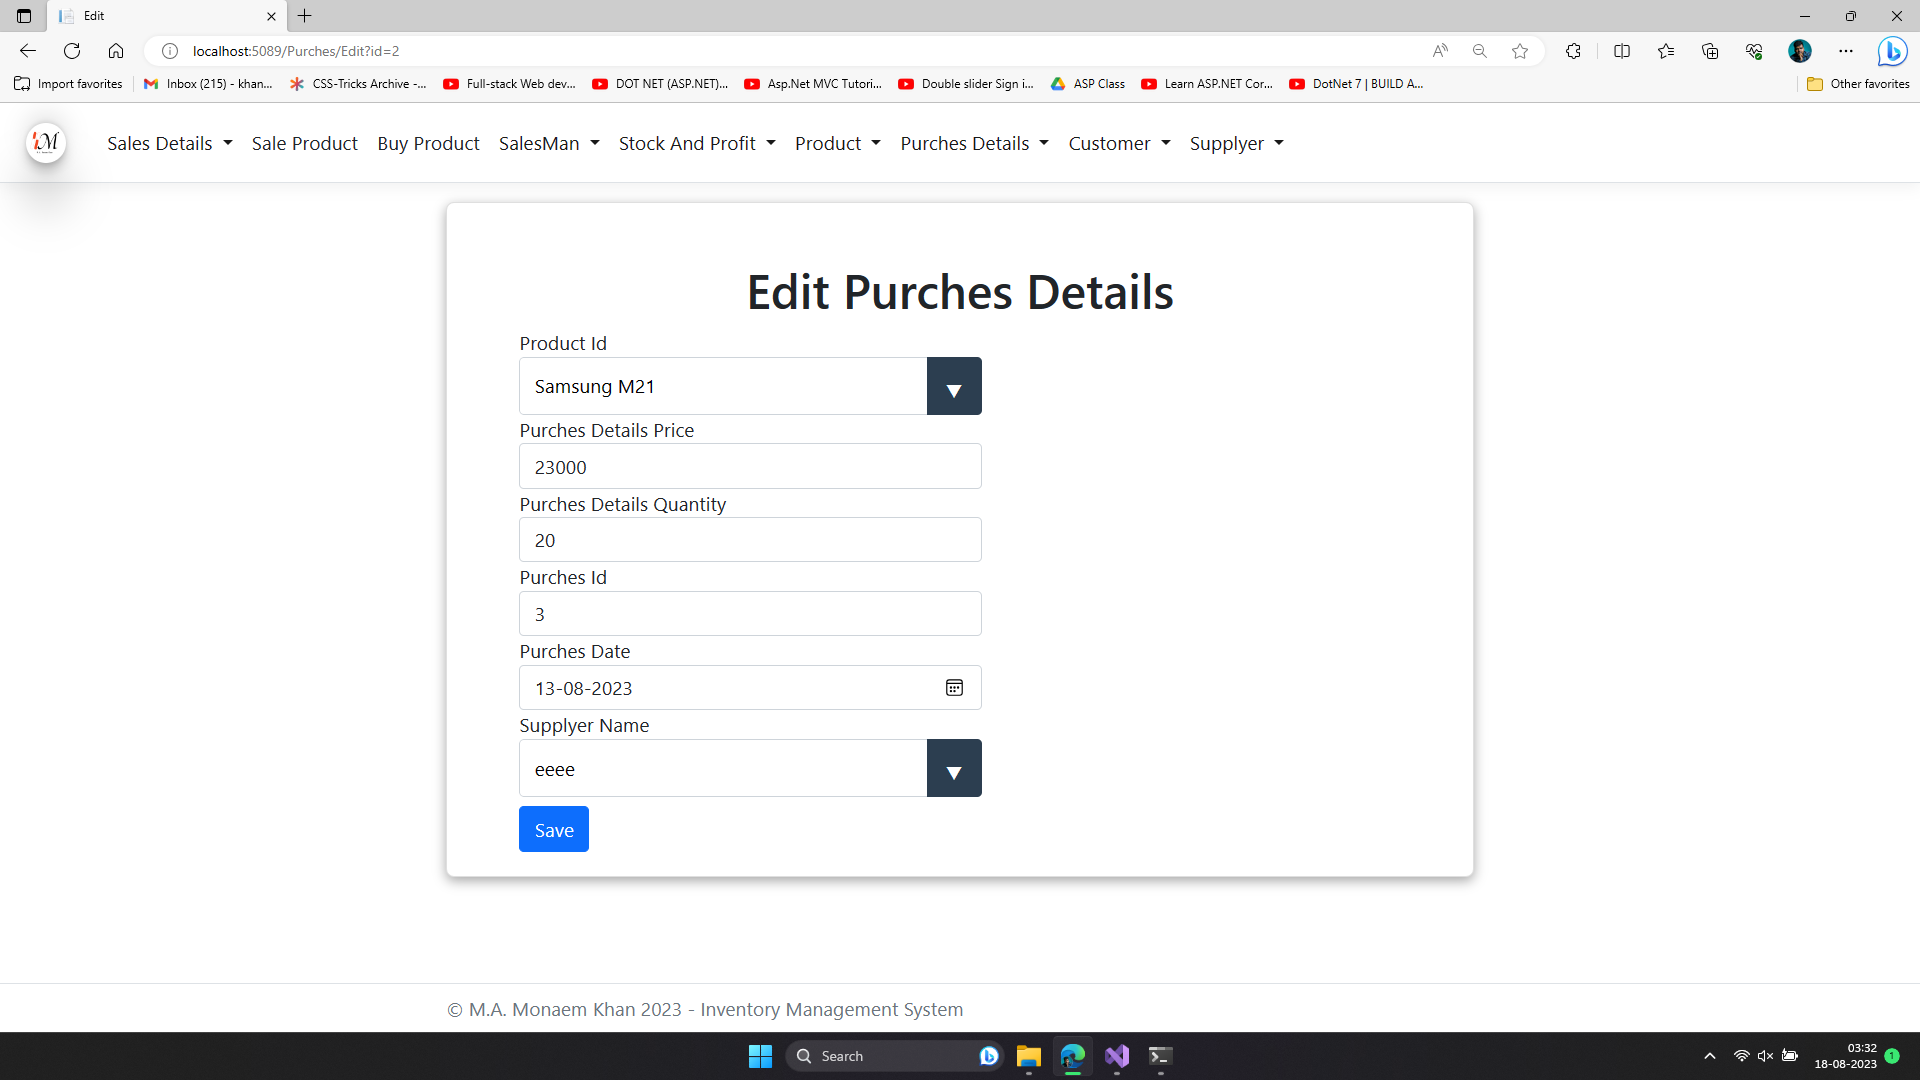 Edit
localhost:5089/Purches/Edit?id=2
Import favorites
Inbox (215) - khan...
CSS-Tricks Archive -...
Full-stack Web dev...
DOT NET (ASP.NET)...
Asp.Net MVC Tutori...
Double slider Sign i...
ASP Class
Learn ASP.NET Cor...
DotNet 7 | BUILD A...
Other favorites
Sales Details
Sale Product
Buy Product
SalesMan
Stock And Profit
Product
Purches Details
Customer
Supplyer
Edit Purches Details
Product Id
Samsung M21
Purches Details Price
23000
Purches Details Quantity
20
Purches Id
3
Purches Date
13-08-2023
Supplyer Name
eeee
Save
© M.A. Monaem Khan 2023 - Inventory Management System
Search
03:32
18-08-2023
1